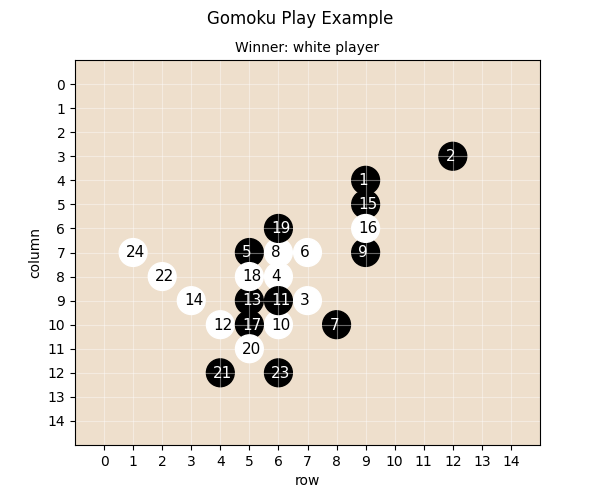 Gomoku Play Example
Winner: white player
0
1
2
3 2
4 1
5 15
column 6 19 16
7 24 5 8 6 9
8 22 18 4
9 14 13 11 3
10 12 17 10 7
11 20
12 21 23
13
14
0 1 2 3 4 5 6 7 8 9 10 11 12 13 14
row